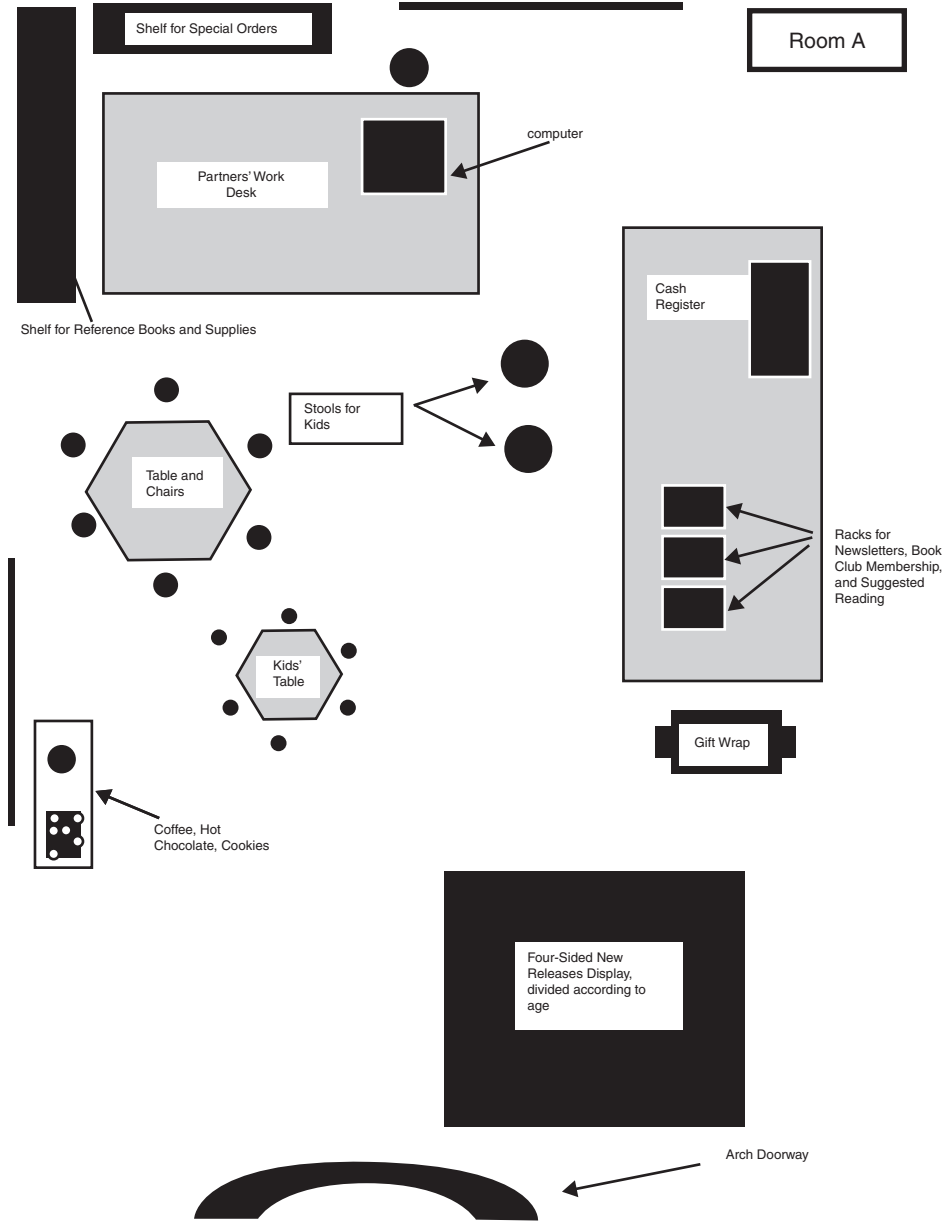 Shelf for Special Orders
Room A
computer
Partners' Work
Desk
Cash
Register
Shelf for Reference Books and Supplies
Stools for
Kids
Table and
Chairs
Racks for
Newsletters, Book
Club Membership,
and Suggested
Reading
Kids'
Table
Gift Wrap
Coffee, Hot
Chocolate, Cookies
Four-Sided New
Releases Display,
divided according to
age
Arch Doorway